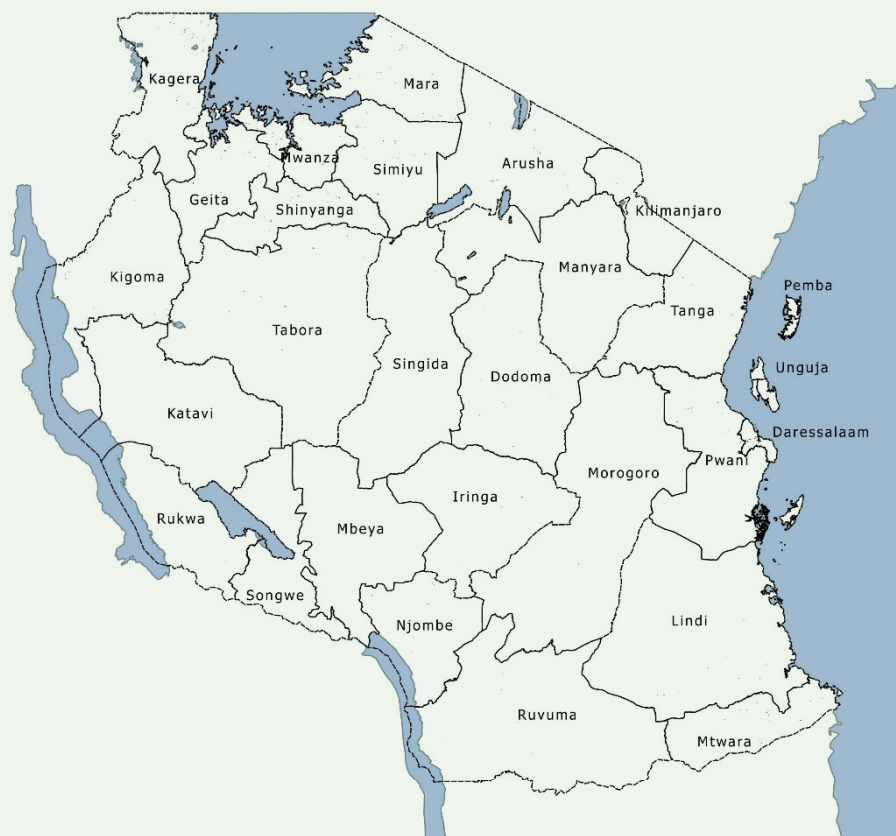 Kagera
Mara
Mwanza
Simiyu
Arusha
Geita
Shinyanga
Kilimanjaro
Kigoma
Manyara
Pemba
Tanga
Tabora
Singida
Dodoma
Unguja
Katavi
Daressalaam
Pwani
Morogoro
Iringa
Rukwa
Mbeya
Songwe
Njombe
Lindi
Ruvuma
Mtwara